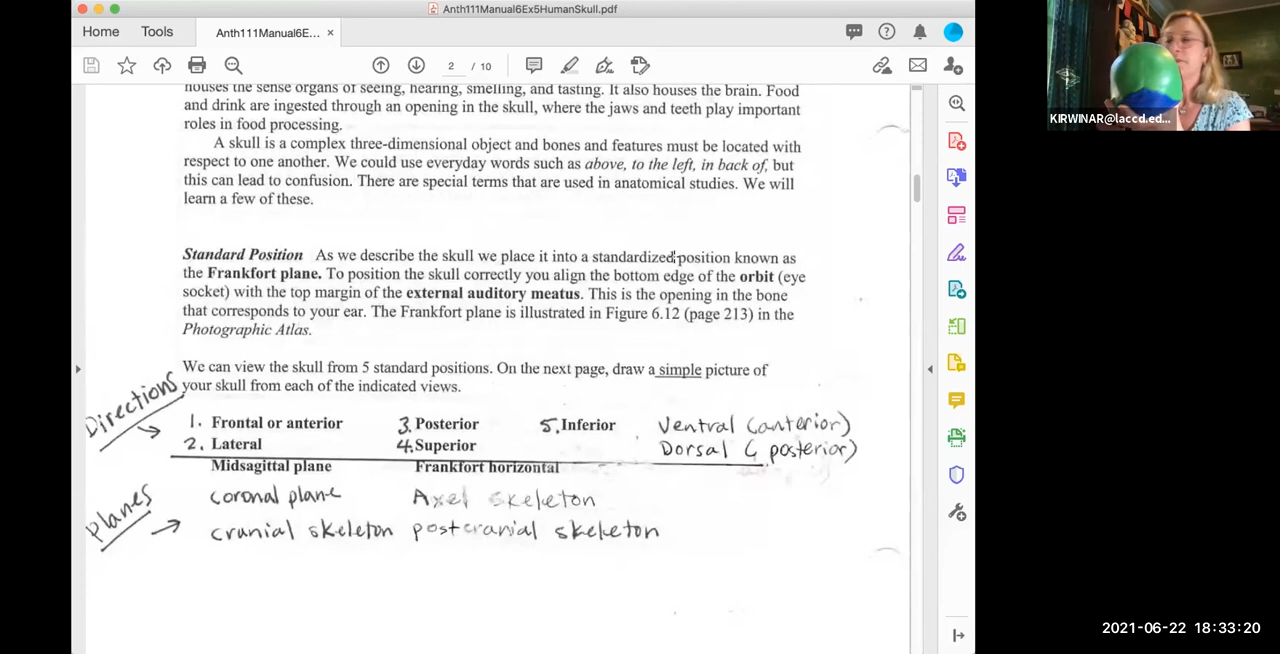 Anth111Manual6Ex5HumanSkull.pdf
Home Tools Anth111Manual6E... ×
2 / 10
houses the sense organs of seeing, hearing, smelling, and tasting. It also houses the brain. Food
and drink are ingested through an opening in the skull, where the jaws and teeth play important
roles in food processing.
A skull is a complex three-dimensional object and bones and features must be located with
respect to one another. We could use everyday words such as above, to the left, in back of, but
this can lead to confusion. There are special terms that are used in anatomical studies. We will
learn a few of these.
Standard Position As we describe the skull we place it into a standardized position known as
the Frankfort plane. To position the skull correctly you align the bottom edge of the orbit (eye
socket) with the top margin of the external auditory meatus. This is the opening in the bone
that corresponds to your ear. The Frankfort plane is illustrated in Figure 6.12 (page 213) in the
Photographic Atlas.
We can view the skull from 5 standard positions. On the next page, draw a simple picture of
your skull from each of the indicated views.
Directions
1. Frontal or anterior 3. Posterior 5. Inferior Ventral (anterior)
2. Lateral 4. Superior Dorsal (posterior)
Midsagittal plane Frankfort horizontal
Planes
coronal plane Axel skeleton
cranial skeleton postcranial skeleton
KIRWINAR@laccd.ed...
2021-06-22 18:33:20